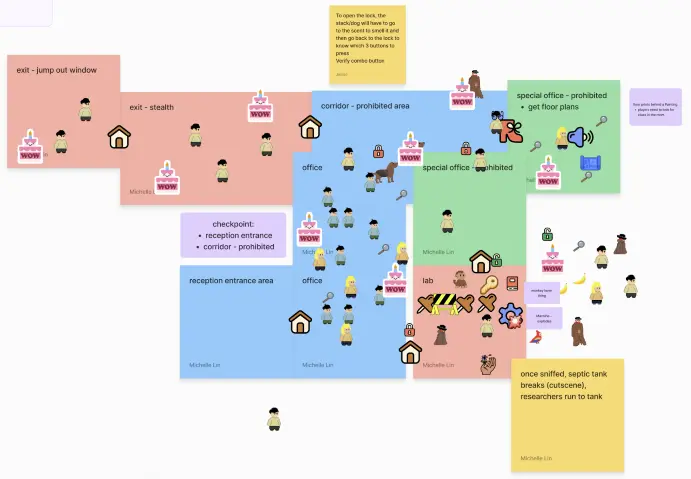 To open the lock, the
stack/dog will have to go
to the scent to smell it and
then go back to the lock to
know which 3 buttons to
press
Verify combo button
exit - jump out window
WOW
exit - stealth
WOW
WOW
Michelle Lin
corridor - prohibited area
WOW
WOW
special office - prohibited
• get floor plans
WOW
office
WOW
special office - prohibited
Michelle Lin
checkpoint:
• reception entrance
• corridor - prohibited
reception entrance area
Michelle Lin
office
WOW
Michelle Lin
lab
Michelle Lin
WOW
once sniffed, septic tank
breaks (cutscene),
researchers run to tank
Michelle Lin